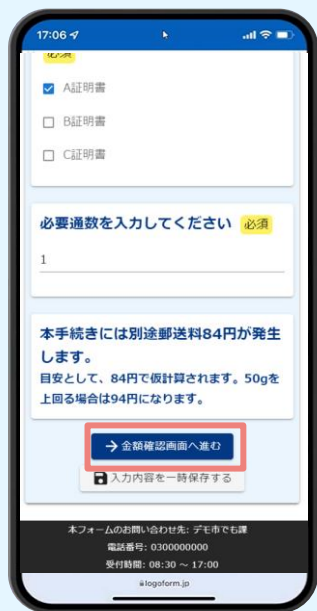 17:06
必須
A証明書
B証明書
C証明書
必要通数を入力してください 必須
1
本手続きには別途郵送料84円が発生
します。
目安として、84円で仮計算されます。50gを
上回る場合は94円になります。
→ 金額確認画面へ進む
入力内容を一時保存する
本フォームのお問い合わせ先: デモ市でも課
電話番号: 0300000000
受付時間: 08:30 ～ 17:00
logoform.jp